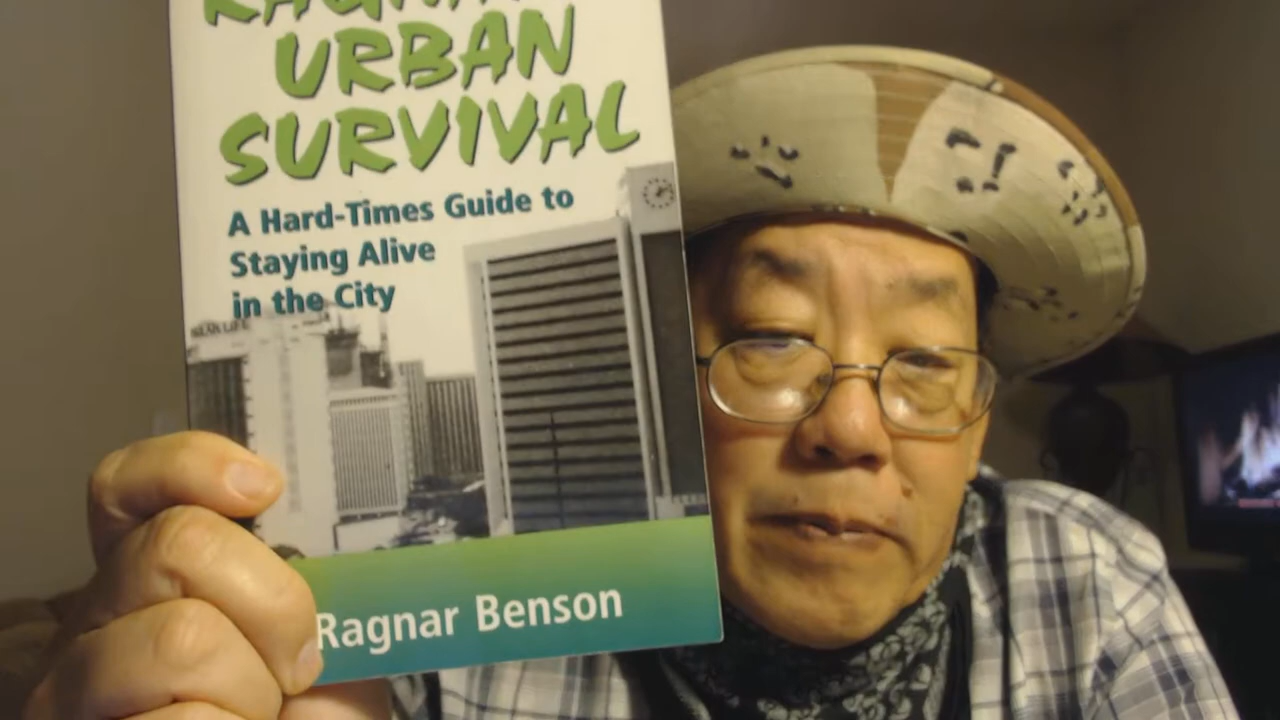 URBAN
SURVIVAL
A Hard-Times Guide to
Staying Alive
in the City
Ragnar Benson